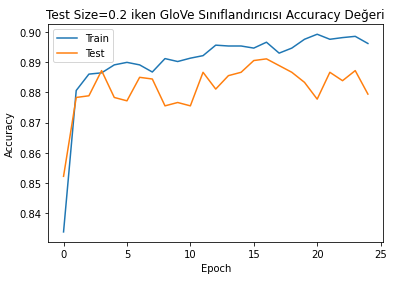 Test Size=0.2 iken GloVe Sınıflandırıcısı Accuracy Değeri
Train
Test
0.90
0.89
0.88
0.87
0.86
0.85
0.84
Accuracy
0 5 10 15 20 25
Epoch